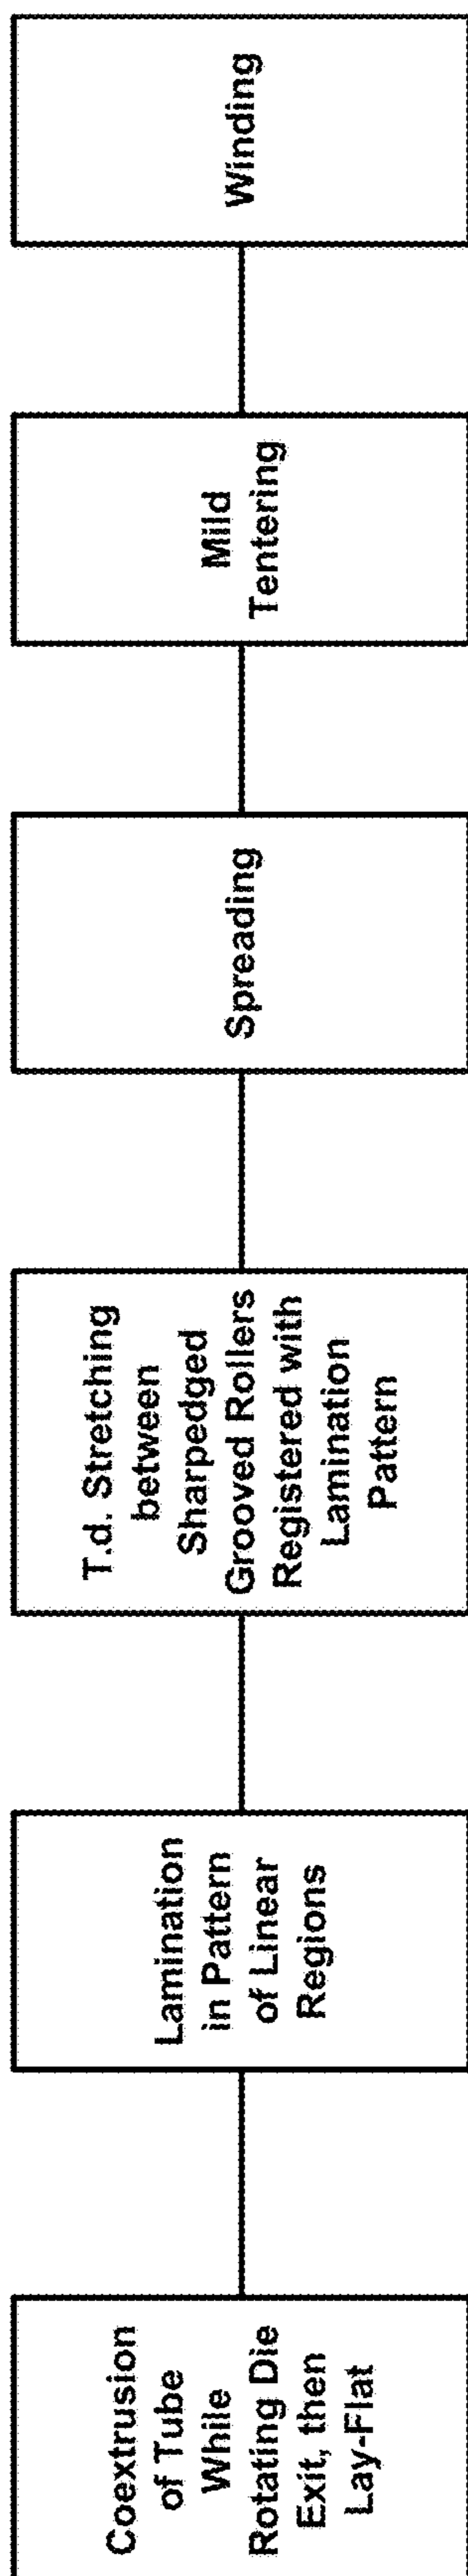 Coextrusion
of Tube
While
Rotating Die
Exit, then
Lay-Flat
Lamination
in Pattern
of Linear
Regions
T.d. Stretching
between
Sharpedged
Grooved Rollers
Registered with
Lamination
Pattern
Spreading
Mild
Tentering
Winding